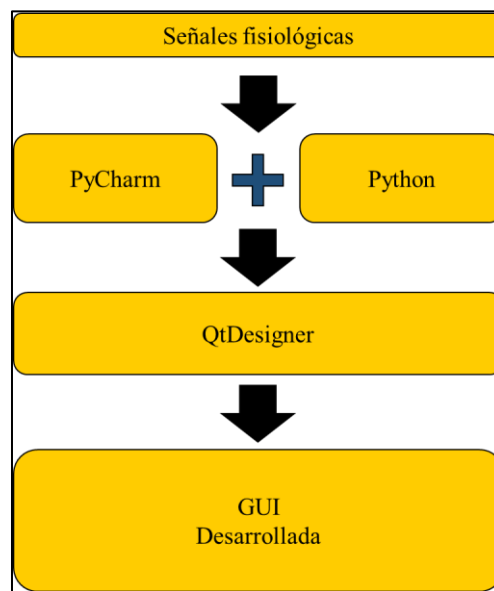 Señales fisiológicas
PyCharm
Python
QtDesigner
GUI
Desarrollada